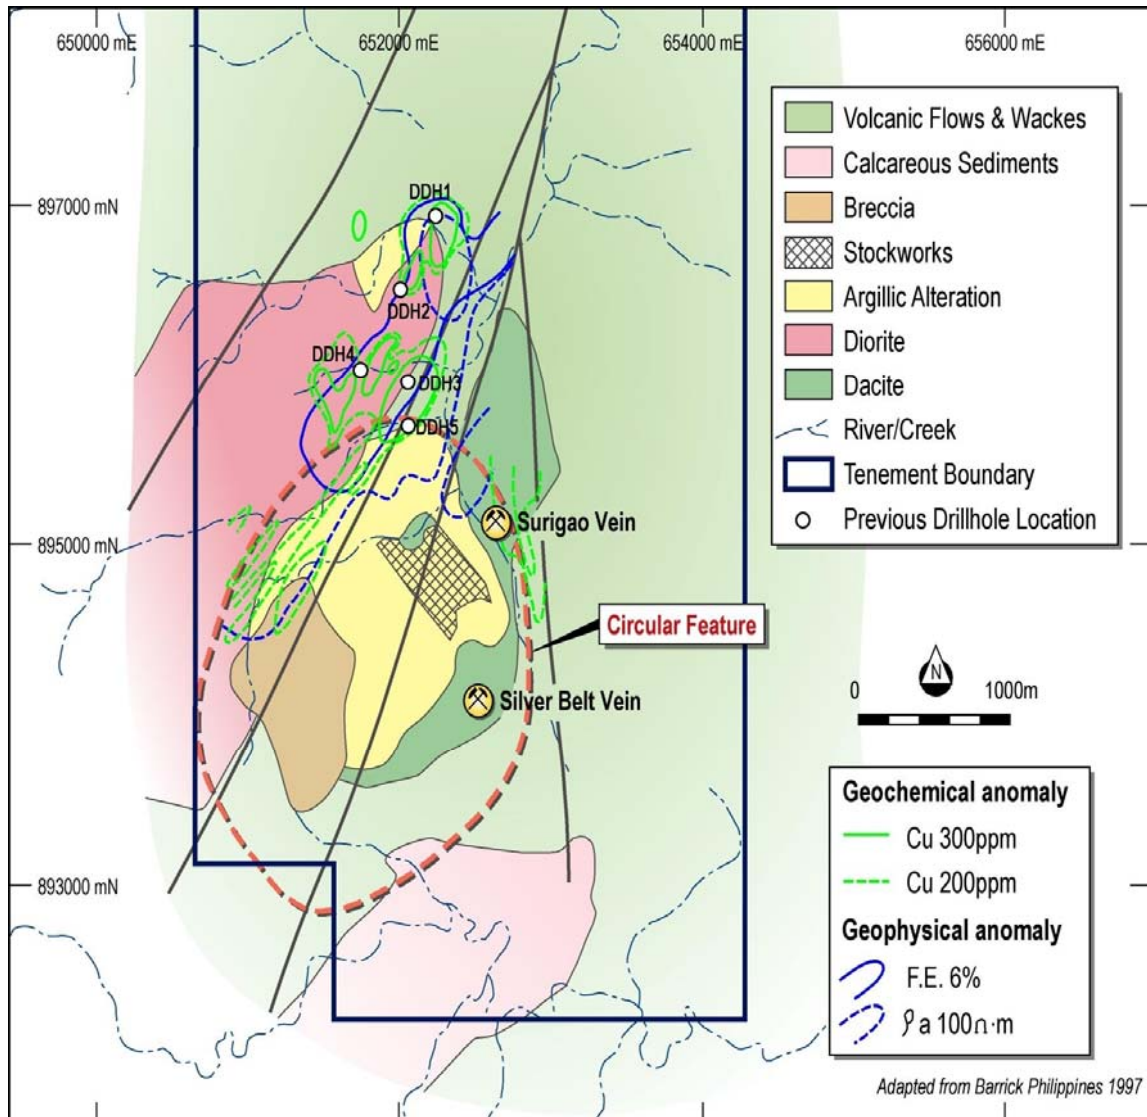 650000 mE
652000 mE
654000 mE
656000 mE
Volcanic Flows & Wackes
Calcareous Sediments
Breccia
Stockworks
Argillic Alteration
Diorite
Dacite
River/Creek
Tenement Boundary
Previous Drillhole Location
897000 mN
DDH1
DDH2
DDH4
DDH3
DDH5
895000 mN
Surigao Vein
Circular Feature
Silver Belt Vein
N
0 1000m
893000 mN
Geochemical anomaly
Cu 300ppm
Cu 200ppm
Geophysical anomaly
F.E. 6%
ρa 100Ω·m
Adapted from Barrick Philippines 1997